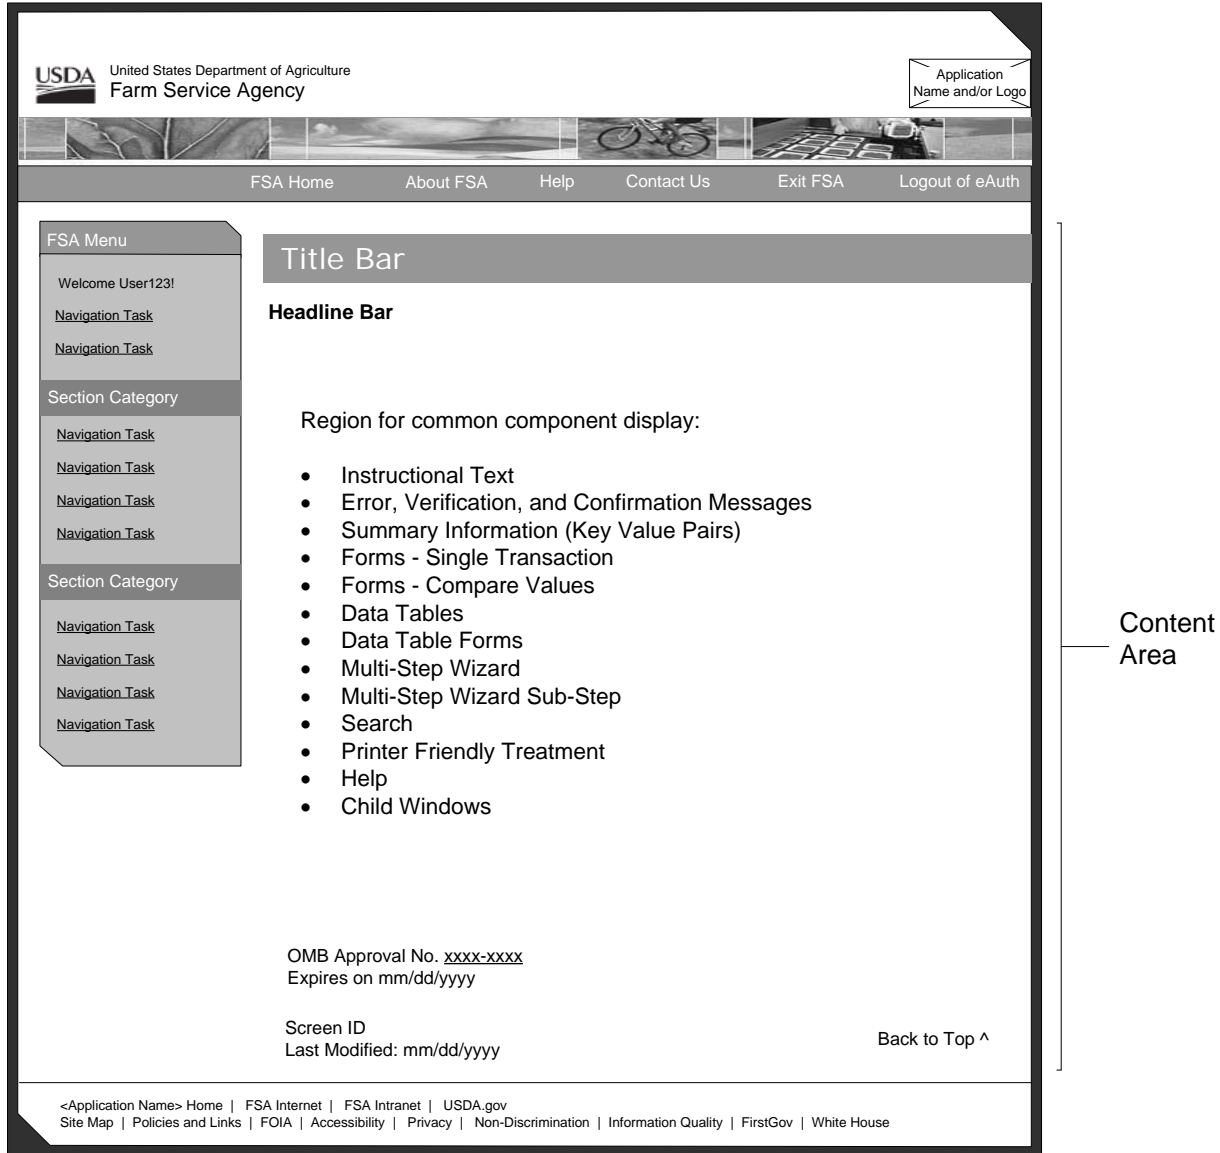 USDA
United States Department of Agriculture
Farm Service Agency
Application
Name and/or Logo
FSA Home About FSA Help Contact Us Exit FSA Logout of eAuth
FSA Menu
Welcome User123!
Navigation Task
Navigation Task
Section Category
Navigation Task
Navigation Task
Navigation Task
Navigation Task
Section Category
Navigation Task
Navigation Task
Navigation Task
Navigation Task
Title Bar
Headline Bar
Region for common component display:
• Instructional Text
• Error, Verification, and Confirmation Messages
• Summary Information (Key Value Pairs)
• Forms - Single Transaction
• Forms - Compare Values
• Data Tables
• Data Table Forms
• Multi-Step Wizard
• Multi-Step Wizard Sub-Step
• Search
• Printer Friendly Treatment
• Help
• Child Windows
OMB Approval No. xxxx-xxxx
Expires on mm/dd/yyyy
Screen ID
Last Modified: mm/dd/yyyy
Back to Top ^
Content
Area
<Application Name> Home | FSA Internet | FSA Intranet | USDA.gov
Site Map | Policies and Links | FOIA | Accessibility | Privacy | Non-Discrimination | Information Quality | FirstGov | White House